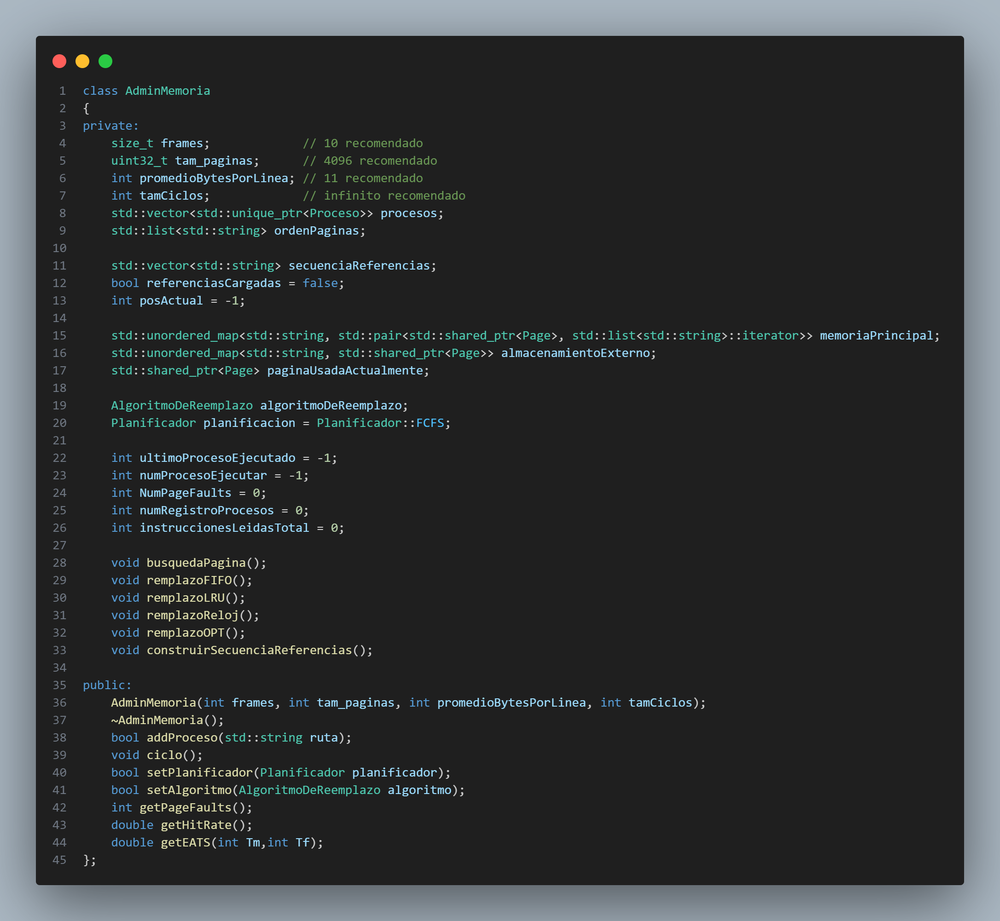 1 class AdminMemoria
2 {
3 private:
4     size_t frames;             // 10 recomendado
5     uint32_t tam_paginas;      // 4096 recomendado
6     int promedioBytesPorLinea; // 11 recomendado
7     int tamCiclos;             // infinito recomendado
8     std::vector<std::unique_ptr<Proceso>> procesos;
9     std::list<std::string> ordenPaginas;
10
11     std::vector<std::string> secuenciaReferencias;
12     bool referenciasCargadas = false;
13     int posActual = -1;
14
15     std::unordered_map<std::string, std::pair<std::shared_ptr<Page>, std::list<std::string>::iterator>> memoriaPrincipal;
16     std::unordered_map<std::string, std::shared_ptr<Page>> almacenamientoExterno;
17     std::shared_ptr<Page> paginaUsadaActualmente;
18
19     AlgoritmoDeReemplazo algoritmoDeReemplazo;
20     Planificador planificacion = Planificador::FCFS;
21
22     int ultimoProcesoEjecutado = -1;
23     int numProcesoEjecutar = -1;
24     int NumPageFaults = 0;
25     int numRegistroProcesos = 0;
26     int instruccionesLeidasTotal = 0;
27
28     void busquedaPagina();
29     void remplazoFIFO();
30     void remplazoLRU();
31     void remplazoReloj();
32     void remplazoOPT();
33     void construirSecuenciaReferencias();
34
35 public:
36     AdminMemoria(int frames, int tam_paginas, int promedioBytesPorLinea, int tamCiclos);
37     ~AdminMemoria();
38     bool addProceso(std::string ruta);
39     void ciclo();
40     bool setPlanificador(Planificador planificador);
41     bool setAlgoritmo(AlgoritmoDeReemplazo algoritmo);
42     int getPageFaults();
43     double getHitRate();
44     double getEATS(int Tm,int Tf);
45 };